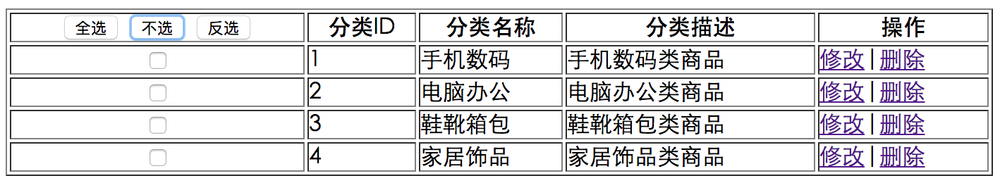 全选 不选 反选 分类ID 分类名称 分类描述 操作
1 手机数码 手机数码类商品 修改 | 删除
2 电脑办公 电脑办公类商品 修改 | 删除
3 鞋靴箱包 鞋靴箱包类商品 修改 | 删除
4 家居饰品 家居饰品类商品 修改 | 删除